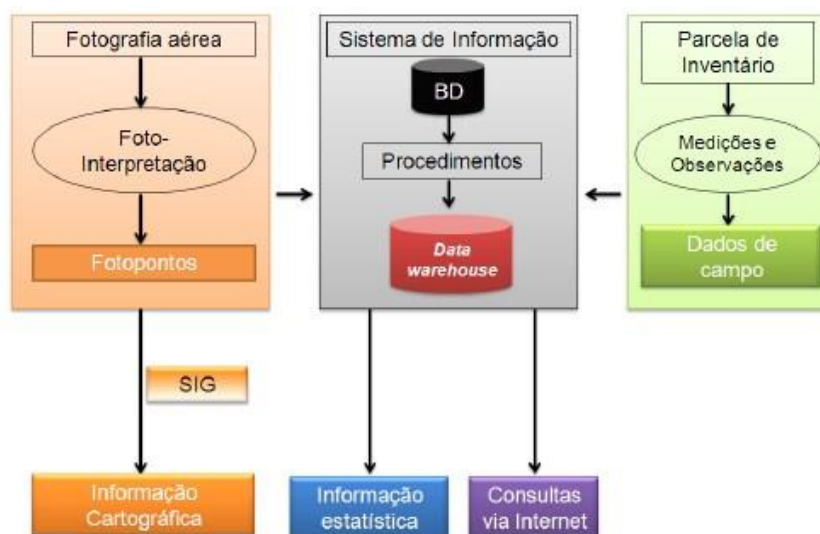 Fotografia aérea
Foto-
Interpretação
Fotopontos
SIG
Informação
Cartográfica
Sistema de Informação
BD
Procedimentos
Data
warehouse
Informação
estatística
Consultas
via Internet
Parcela de
Inventário
Medições e
Observações
Dados de
campo